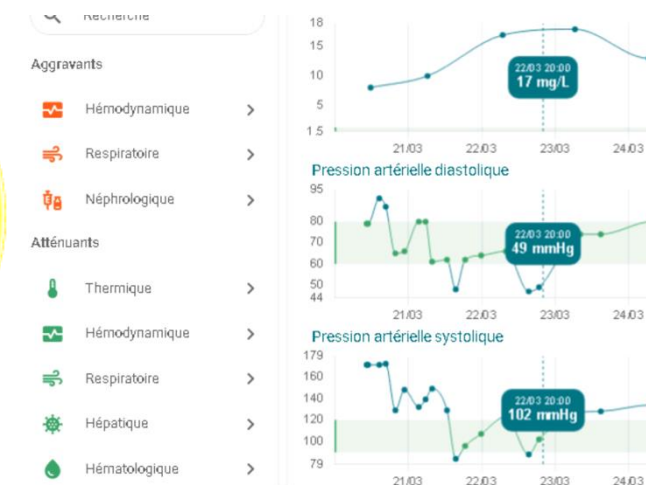 Recherche
Aggravants
Hémodynamique
Respiratoire
Néphrologique
Atténuants
Thermique
Hémodynamique
Respiratoire
Hépatique
Hématologique
18
15
10
5
1.5
22/03 20:00
17 mg/L
21/03 22/03 23/03 24/03
Pression artérielle diastolique
95
80
70
60
50
44
22/03 20:00
49 mmHg
21/03 22/03 23/03 24/03
Pression artérielle systolique
179
160
140
120
100
79
22/03 20:00
102 mmHg
21/03 22/03 23/03 24/03